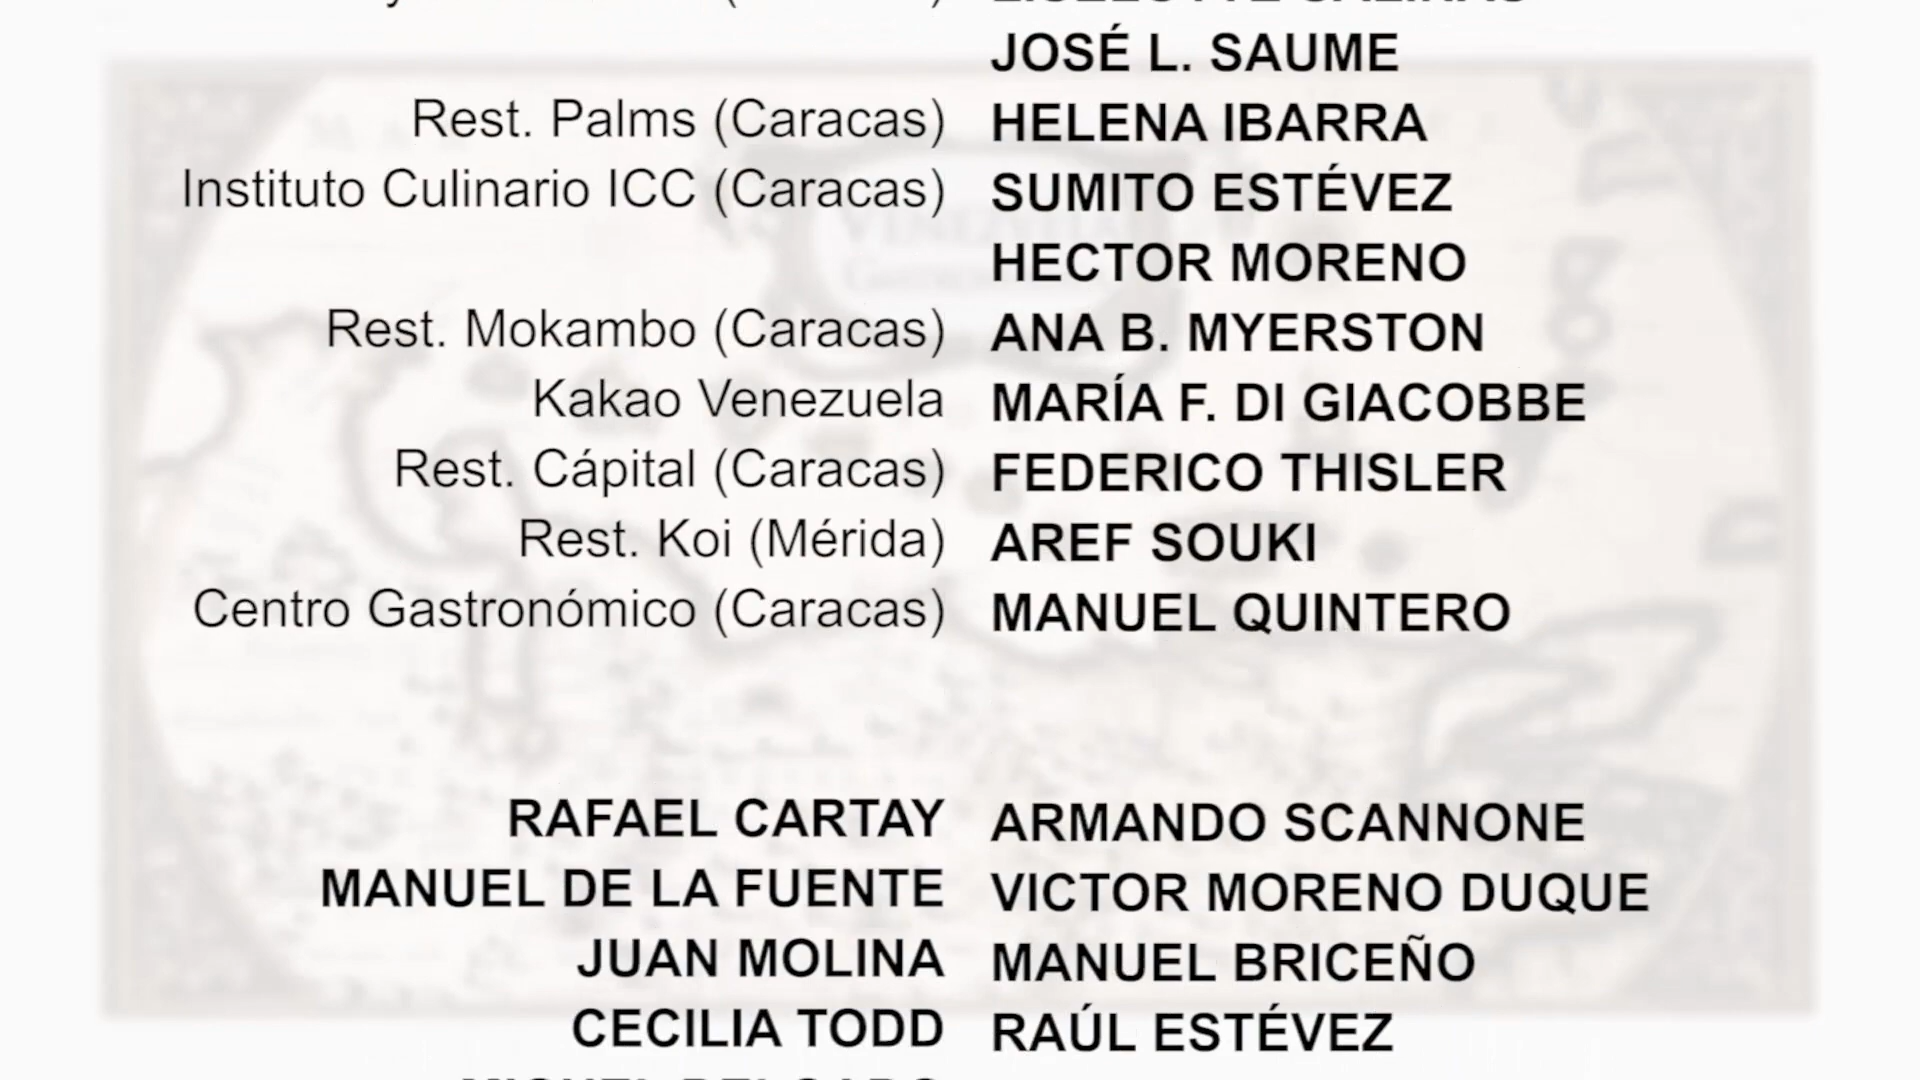 JOSÉ L. SAUME
Rest. Palms (Caracas) HELENA IBARRA
Instituto Culinario ICC (Caracas) SUMITO ESTÉVEZ
HECTOR MORENO
Rest. Mokambo (Caracas) ANA B. MYERSTON
Kakao Venezuela MARÍA F. DI GIACOBBE
Rest. Cápital (Caracas) FEDERICO THISLER
Rest. Koi (Mérida) AREF SOUKI
Centro Gastronómico (Caracas) MANUEL QUINTERO
RAFAEL CARTAY ARMANDO SCANNONE
MANUEL DE LA FUENTE VICTOR MORENO DUQUE
JUAN MOLINA MANUEL BRICEÑO
CECILIA TODD RAÚL ESTÉVEZ